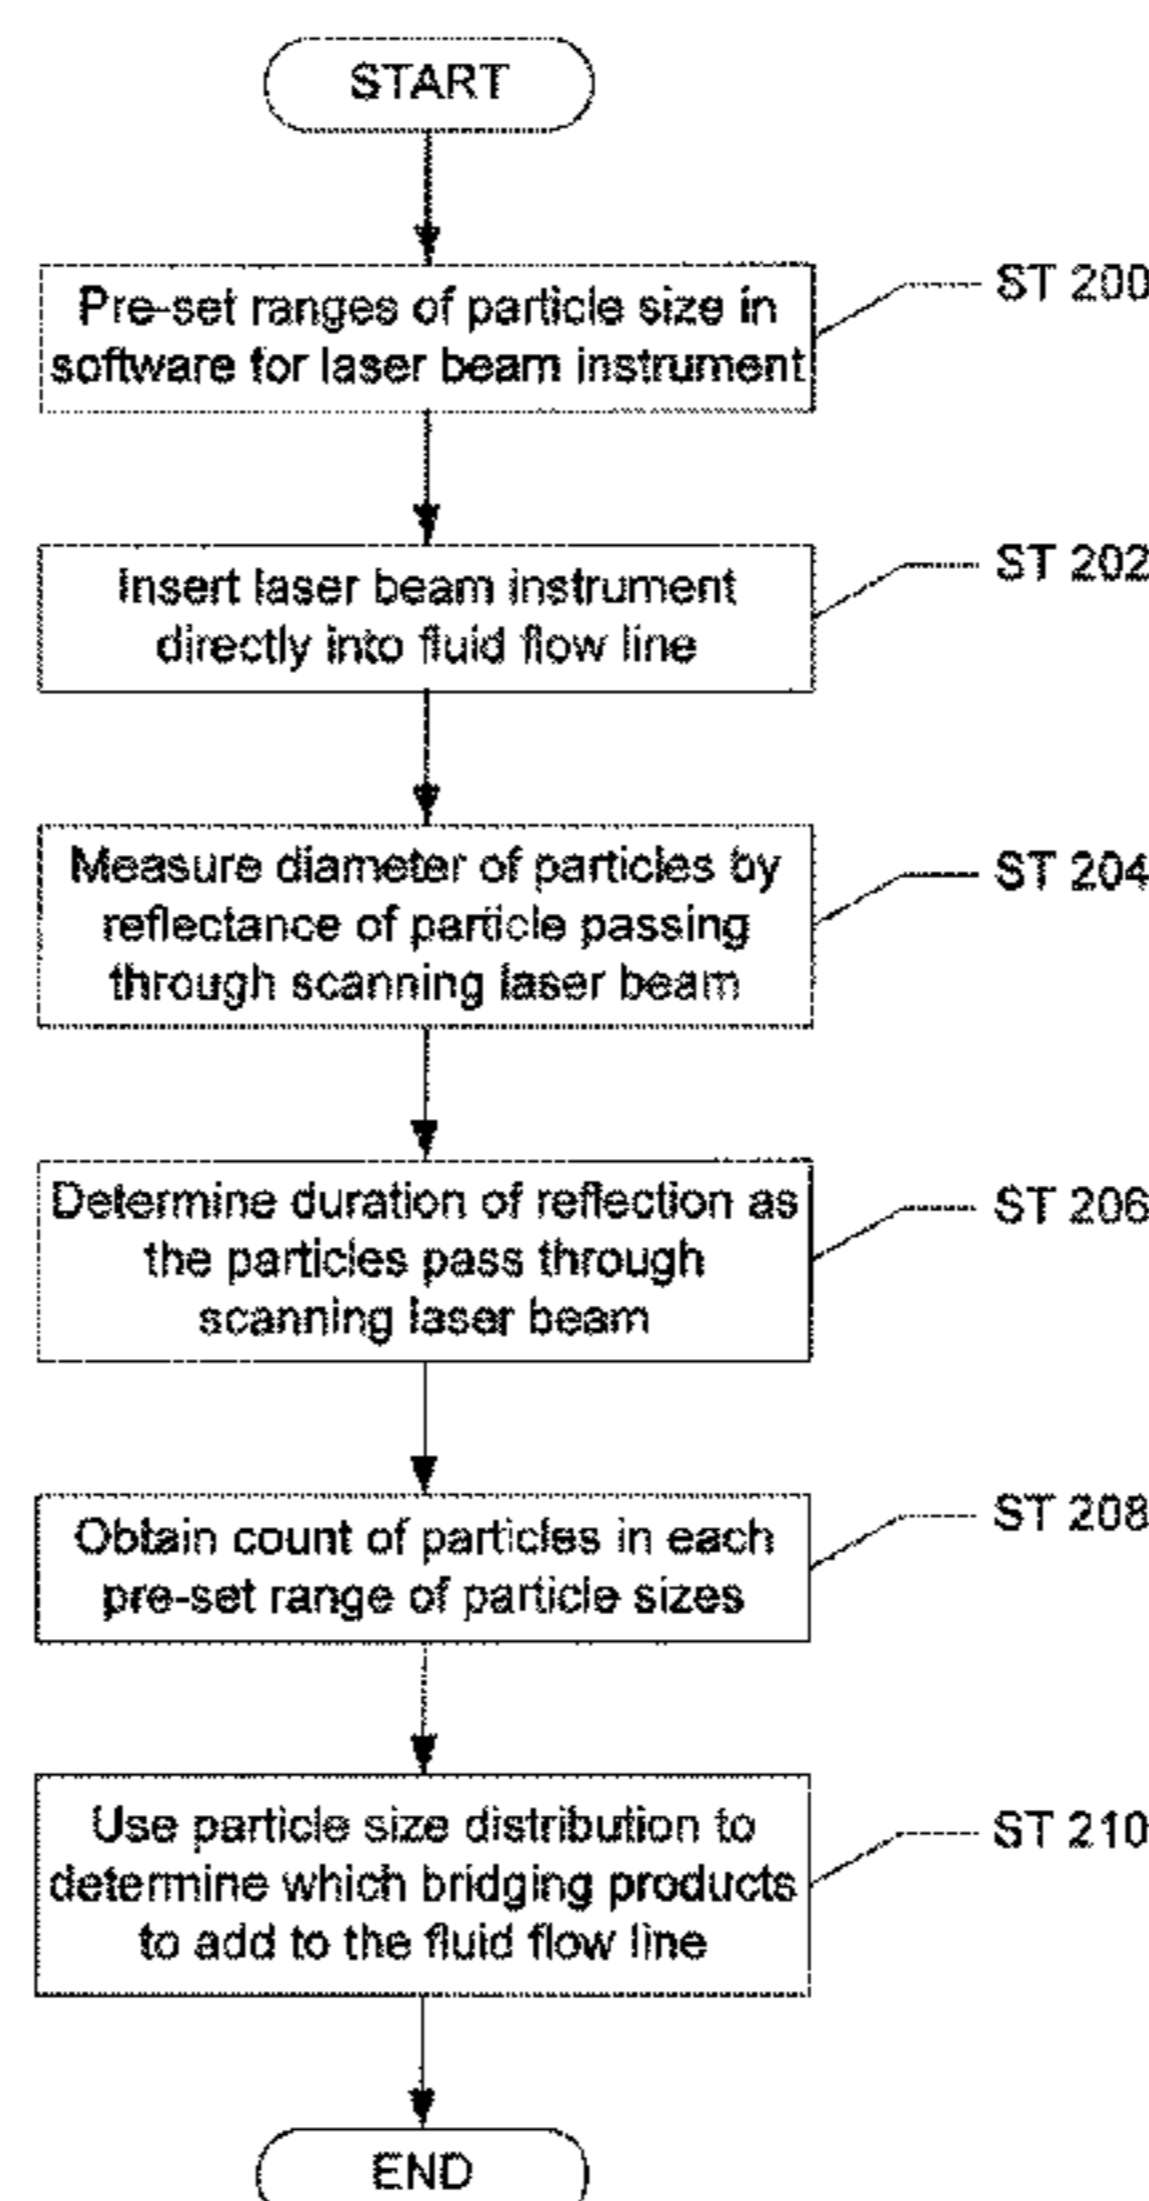 START
Pre-set ranges of particle size in
software for laser beam instrument
ST 200
Insert laser beam instrument
directly into fluid flow line
ST 202
Measure diameter of particles by
reflectance of particle passing
through scanning laser beam
ST 204
Determine duration of reflection as
the particles pass through
scanning laser beam
ST 206
Obtain count of particles in each
pre-set range of particle sizes
ST 208
Use particle size distribution to
determine which bridging products
to add to the fluid flow line
ST 210
END